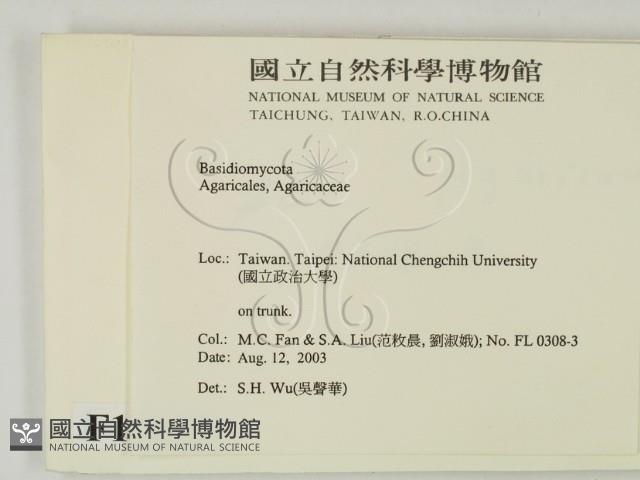 國立自然科學博物館
NATIONAL MUSEUM OF NATURAL SCIENCE
TAICHUNG, TAIWAN, R.O.CHINA
Basidiomycota
Agaricales, Agaricaceae
Loc.: Taiwan. Taipei: National Chengchih University
(國立政治大學)
on trunk.
Col.: M.C. Fan & S.A. Liu(范敉晨, 劉淑娥); No. FL 0308-3
Date: Aug. 12, 2003
Det.: S.H. Wu(吳聲華)
F1
國立自然科學博物館
NATIONAL MUSEUM OF NATURAL SCIENCE